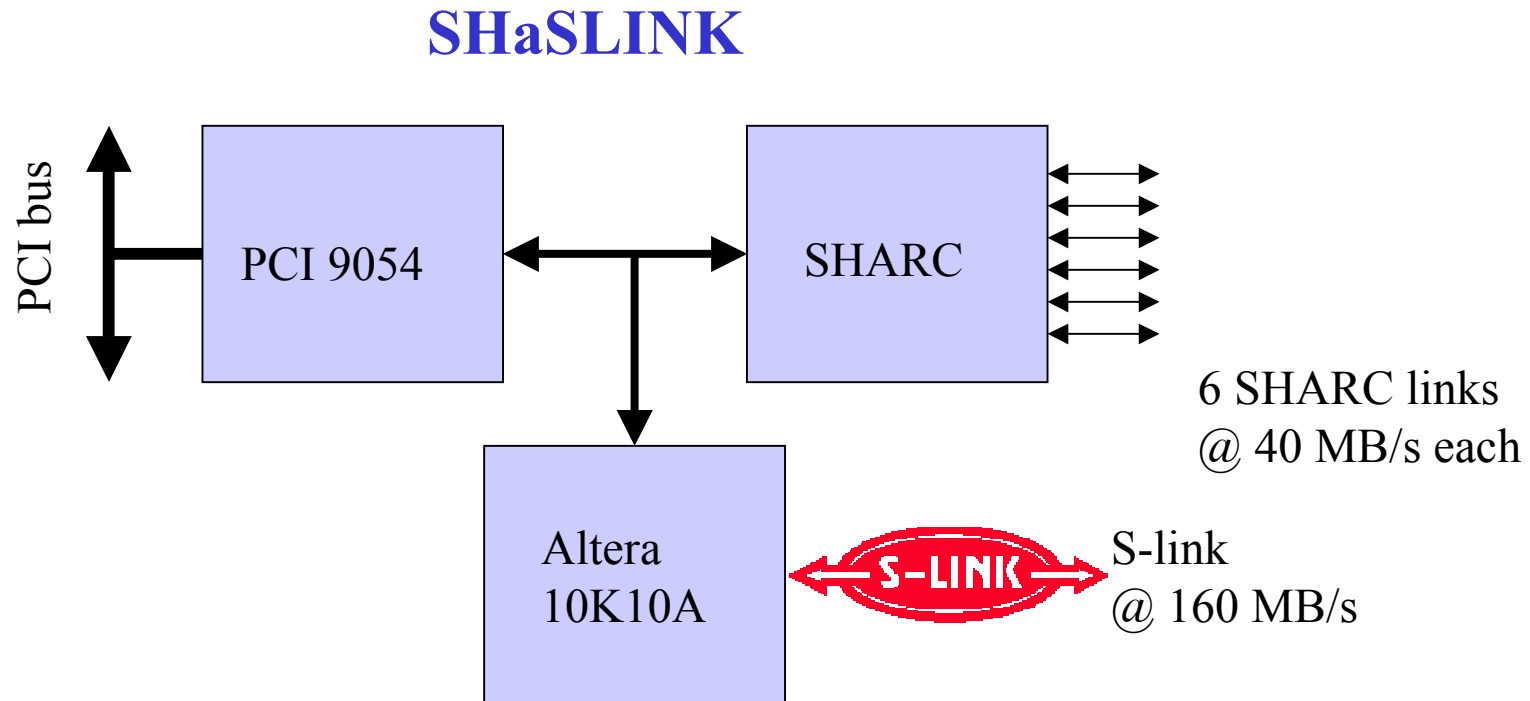 SHaSLINK
PCI bus
PCI 9054
SHARC
6 SHARC links
@ 40 MB/s each
Altera
10K10A
S-LINK
S-link
@ 160 MB/s